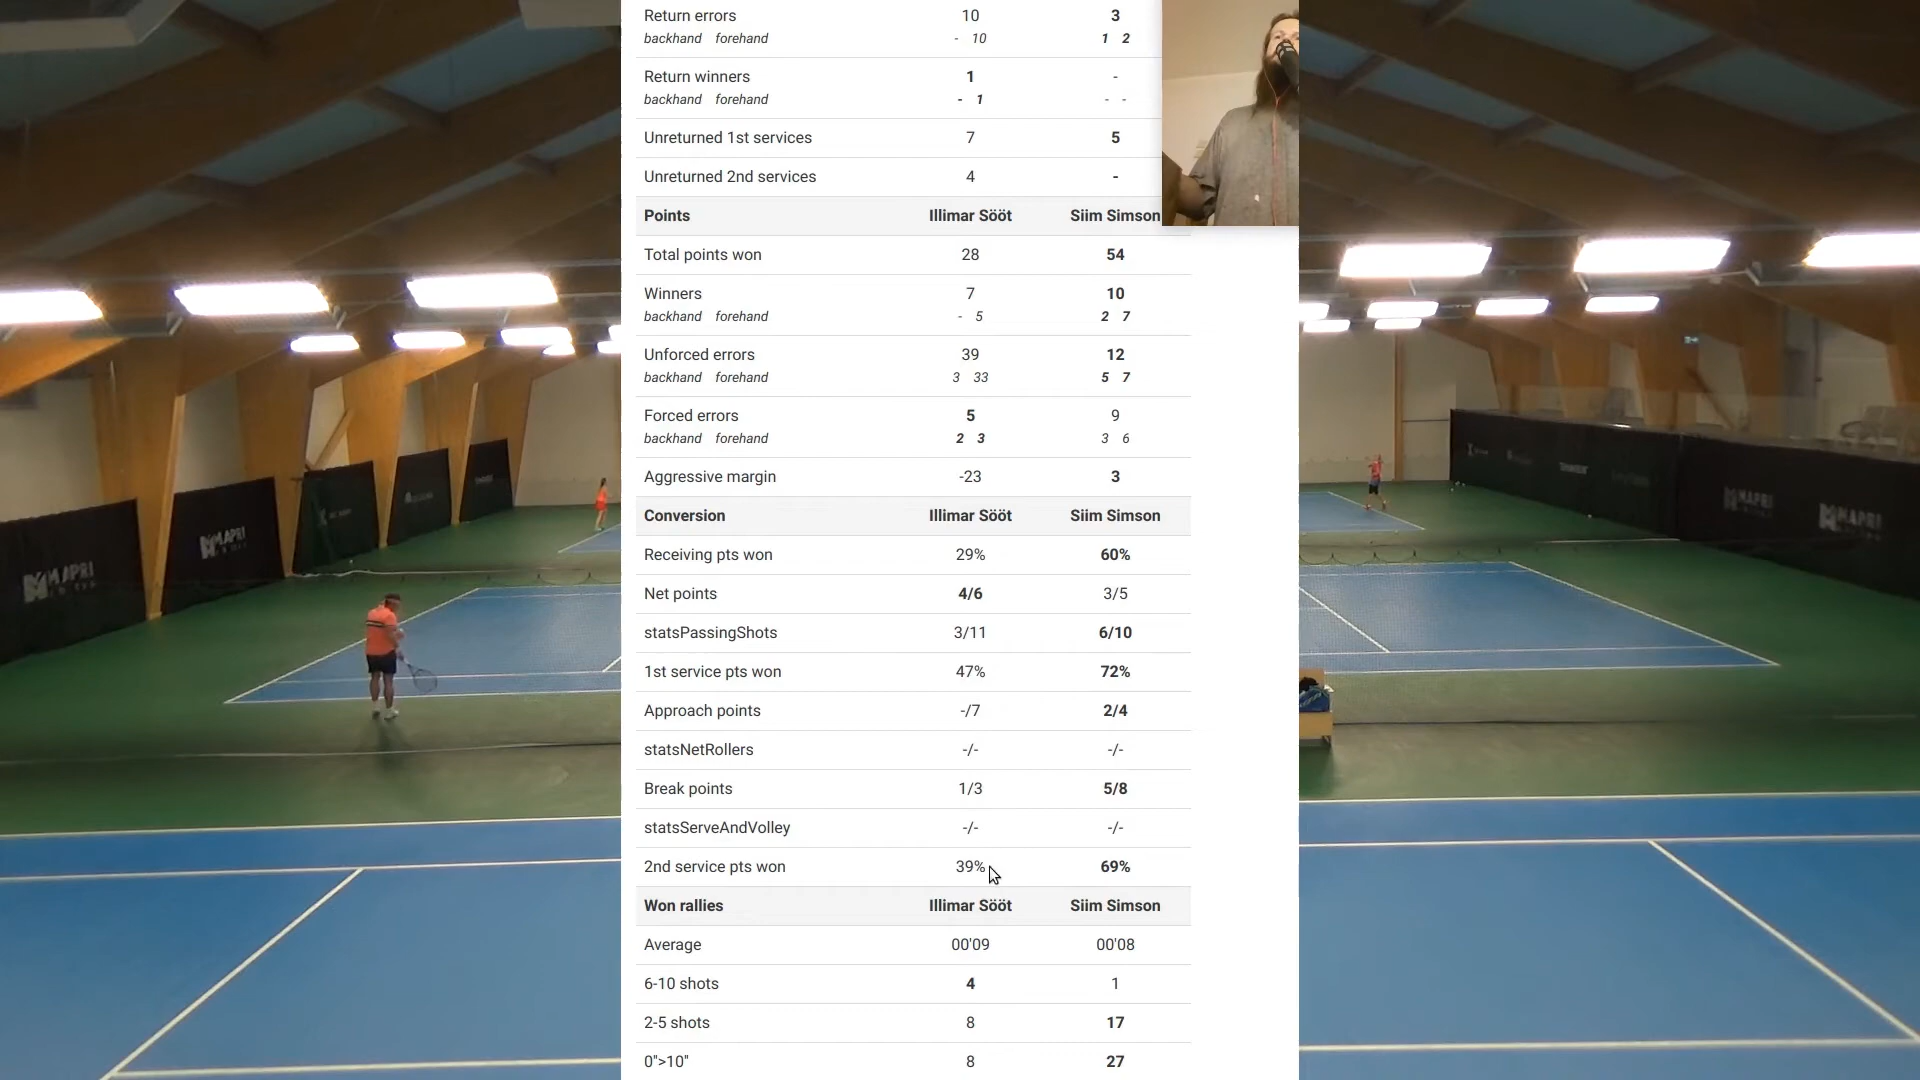 Return errors 10 3
backhand forehand - 10 1 2
Return winners 1 -
backhand forehand - 1 - -
Unreturned 1st services 7 5
Unreturned 2nd services 4 -
Points Illimar Sööt Siim Simson
Total points won 28 54
Winners 7 10
backhand forehand - 5 2 7
Unforced errors 39 12
backhand forehand 3 33 5 7
Forced errors 5 9
backhand forehand 2 3 3 6
Aggressive margin -23 3
Conversion Illimar Sööt Siim Simson
Receiving pts won 29% 60%
Net points 4/6 3/5
statsPassingShots 3/11 6/10
1st service pts won 47% 72%
Approach points -/7 2/4
statsNetRollers -/- -/-
Break points 1/3 5/8
statsServeAndVolley -/- -/-
2nd service pts won 39% 69%
Won rallies Illimar Sööt Siim Simson
Average 00'09 00'08
6-10 shots 4 1
2-5 shots 8 17
0">10" 8 27
MAPRI
MAPRI
MAPRI
MAPRI